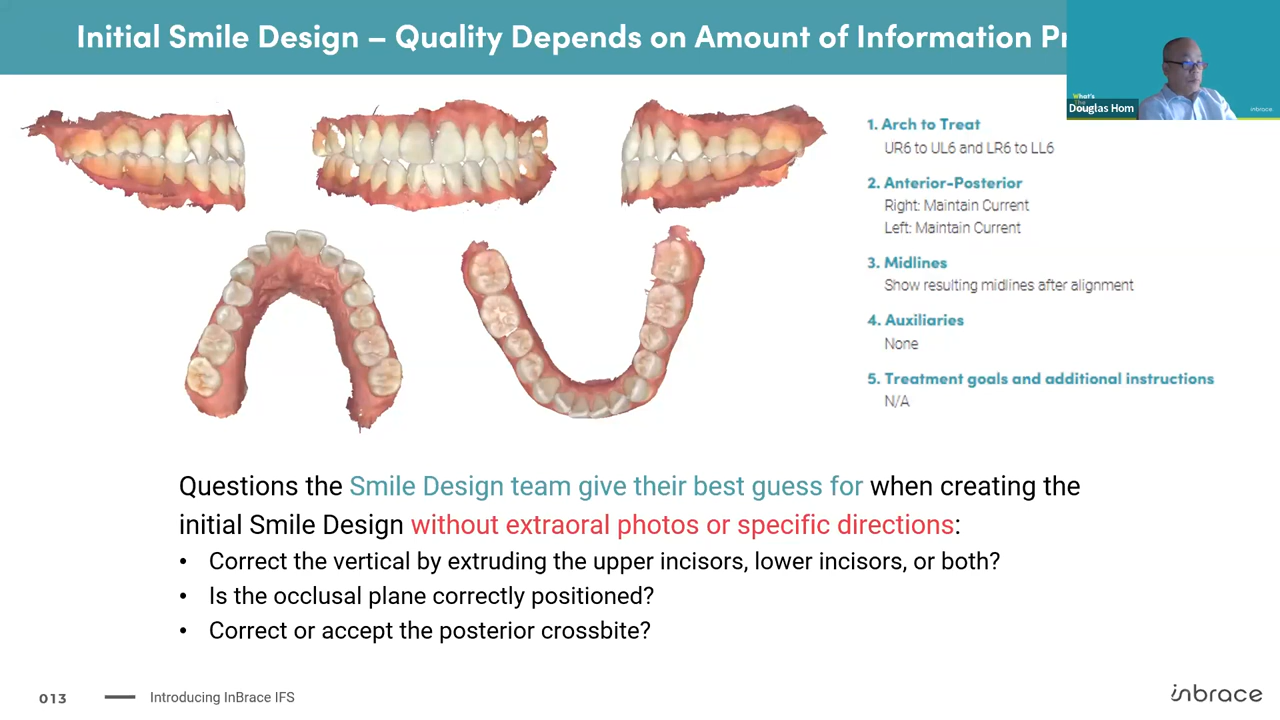 Initial Smile Design – Quality Depends on Amount of Information
What's
Douglas Hom
inbrace
1. Arch to Treat
UR6 to UL6 and LR6 to LL6
2. Anterior-Posterior
Right: Maintain Current
Left: Maintain Current
3. Midlines
Show resulting midlines after alignment
4. Auxiliaries
None
5. Treatment goals and additional instructions
N/A
Questions the Smile Design team give their best guess for when creating the
initial Smile Design without extraoral photos or specific directions:
• Correct the vertical by extruding the upper incisors, lower incisors, or both?
• Is the occlusal plane correctly positioned?
• Correct or accept the posterior crossbite?
013
Introducing InBrace IFS
inbrace